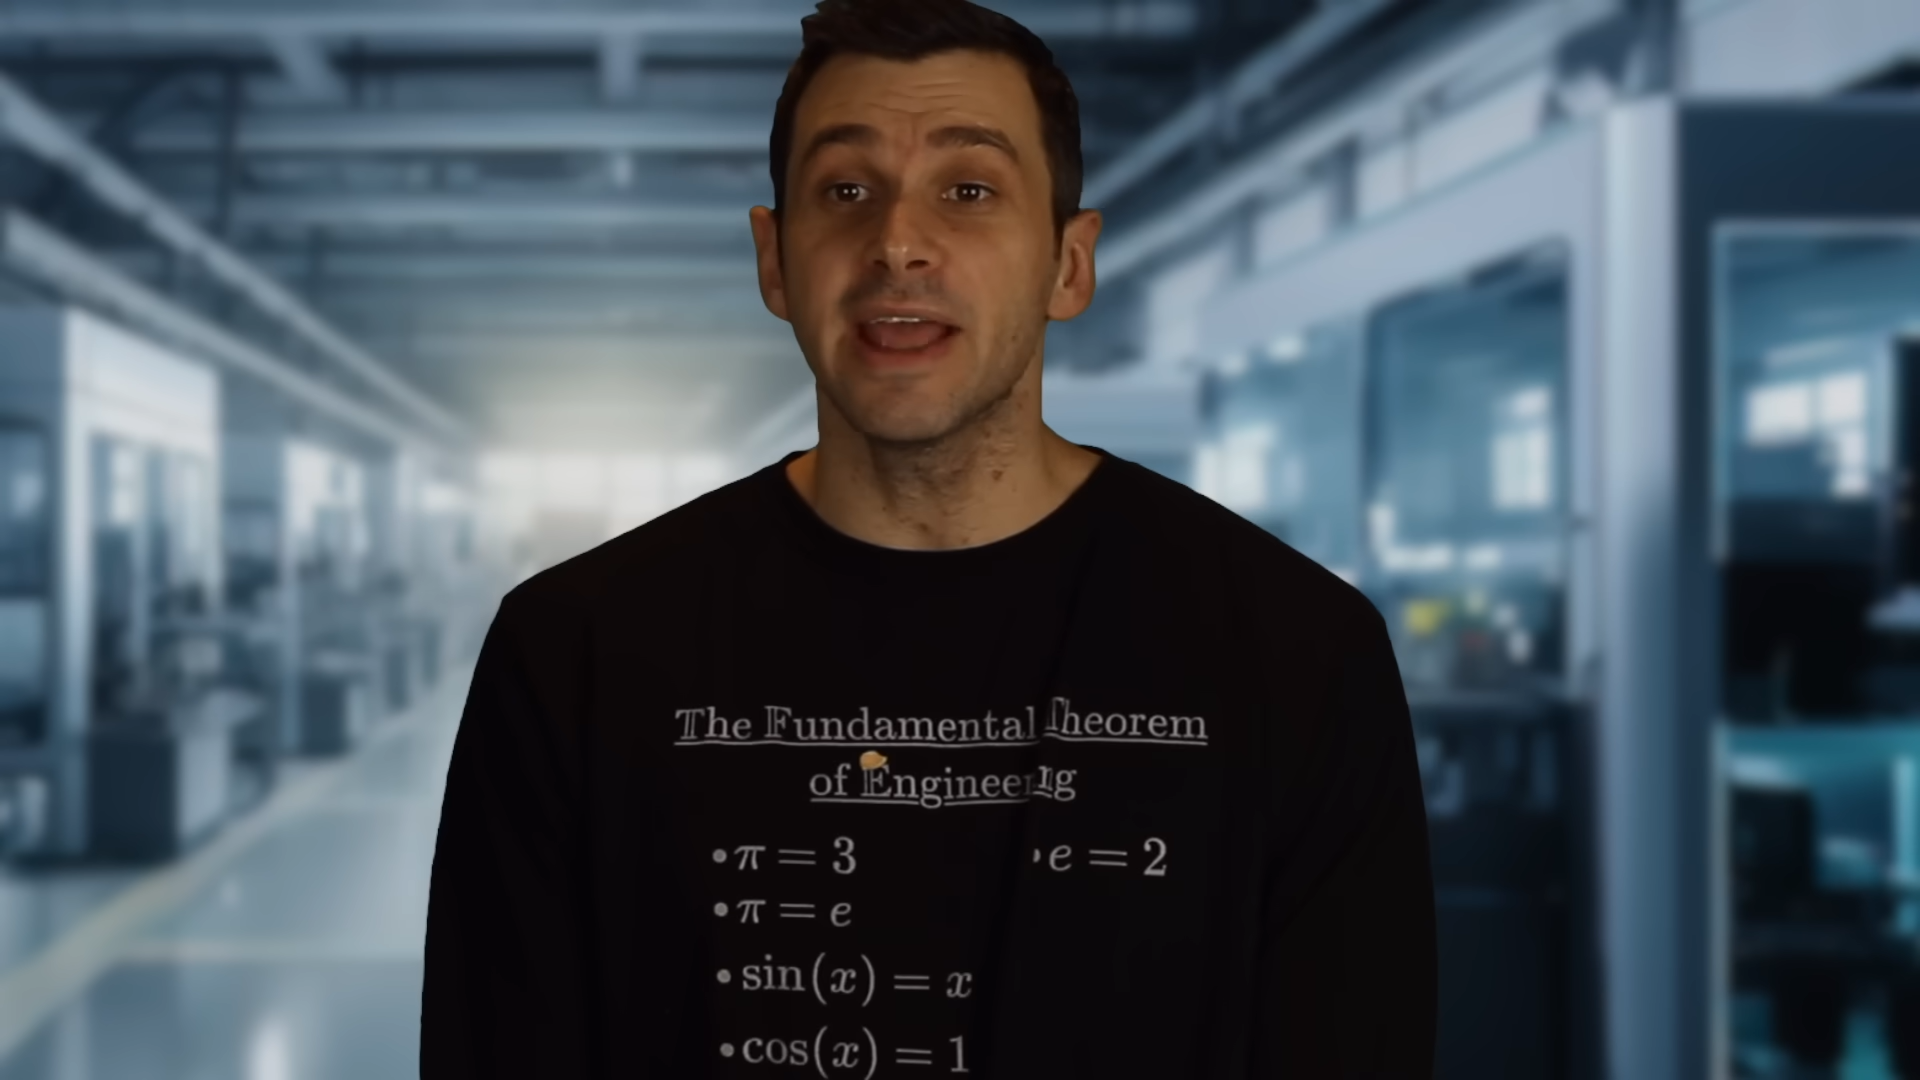 The Fundamental Theorem
of Engineering
• π = 3 • e = 2
• π = e
• sin(x) = x
• cos(x) = 1